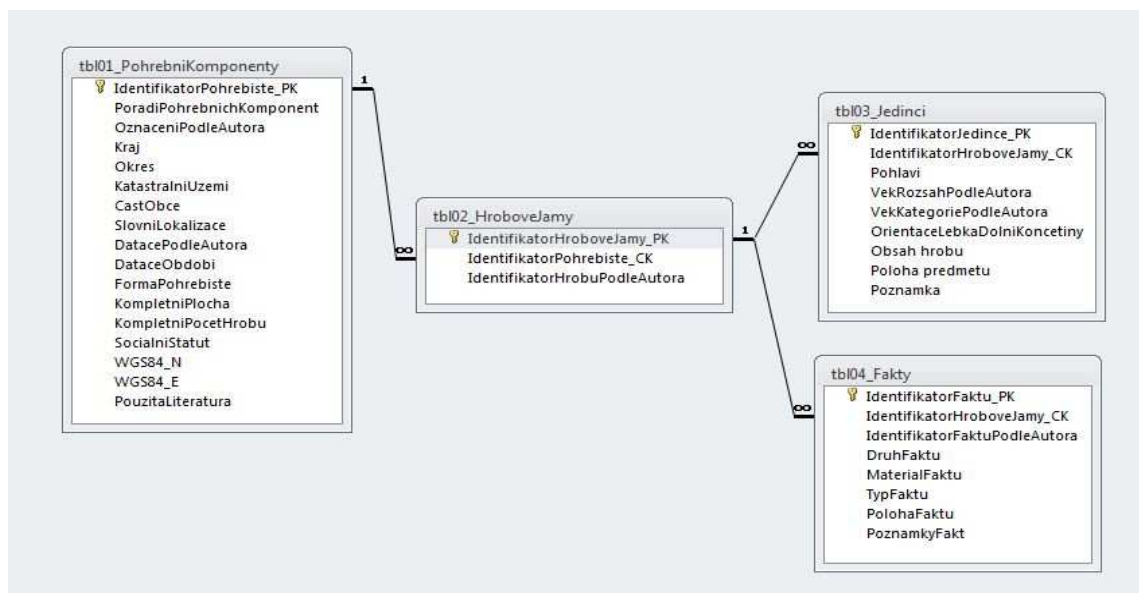 tbl01_PohrebniKomponenty
IdentifikatorPohrebiste_PK
PoradiPohrebnichKomponent
OznaceniPodleAutora
Kraj
Okres
KatastralniUzemi
CastObce
SlovniLokalizace
DatacePodleAutora
DataceObdobi
FormaPohrebiste
KompletniPlocha
KompletniPocetHrobu
SocialniStatut
WGS84_N
WGS84_E
PouzitaLiteratura
1
∞
tbl02_HroboveJamy
IdentifikatorHroboveJamy_PK
IdentifikatorPohrebiste_CK
IdentifikatorHrobuPodleAutora
1
∞
tbl03_Jedinci
IdentifikatorJedince_PK
IdentifikatorHroboveJamy_CK
Pohlavi
VekRozsahPodleAutora
VekKategoriePodleAutora
OrientaceLebkaDolniKoncetiny
Obsah hrobu
Poloha predmetu
Poznamka
∞
tbl04_Fakty
IdentifikatorFaktu_PK
IdentifikatorHroboveJamy_CK
IdentifikatorFaktuPodleAutora
DruhFaktu
MaterialFaktu
TypFaktu
PolohaFaktu
PoznamkyFakt